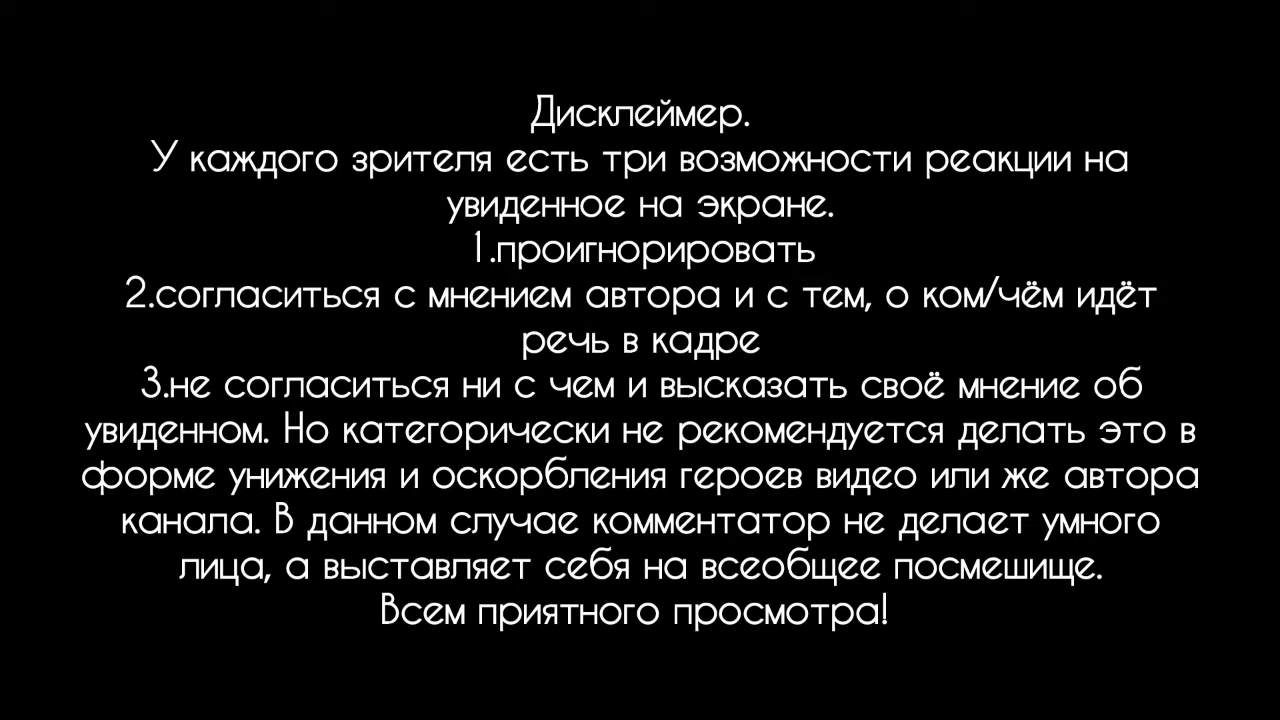 Дисклеймер.
У каждого зрителя есть три возможности реакции на
увиденное на экране.
1.проигнорировать
2.согласиться с мнением автора и с тем, о ком/чём идёт
речь в кадре
3.не согласиться ни с чем и высказать своё мнение об
увиденном. Но категорически не рекомендуется делать это в
форме унижения и оскорбления героев видео или же автора
канала. В данном случае комментатор не делает умного
лица, а выставляет себя на всеобщее посмешище.
Всем приятного просмотра!